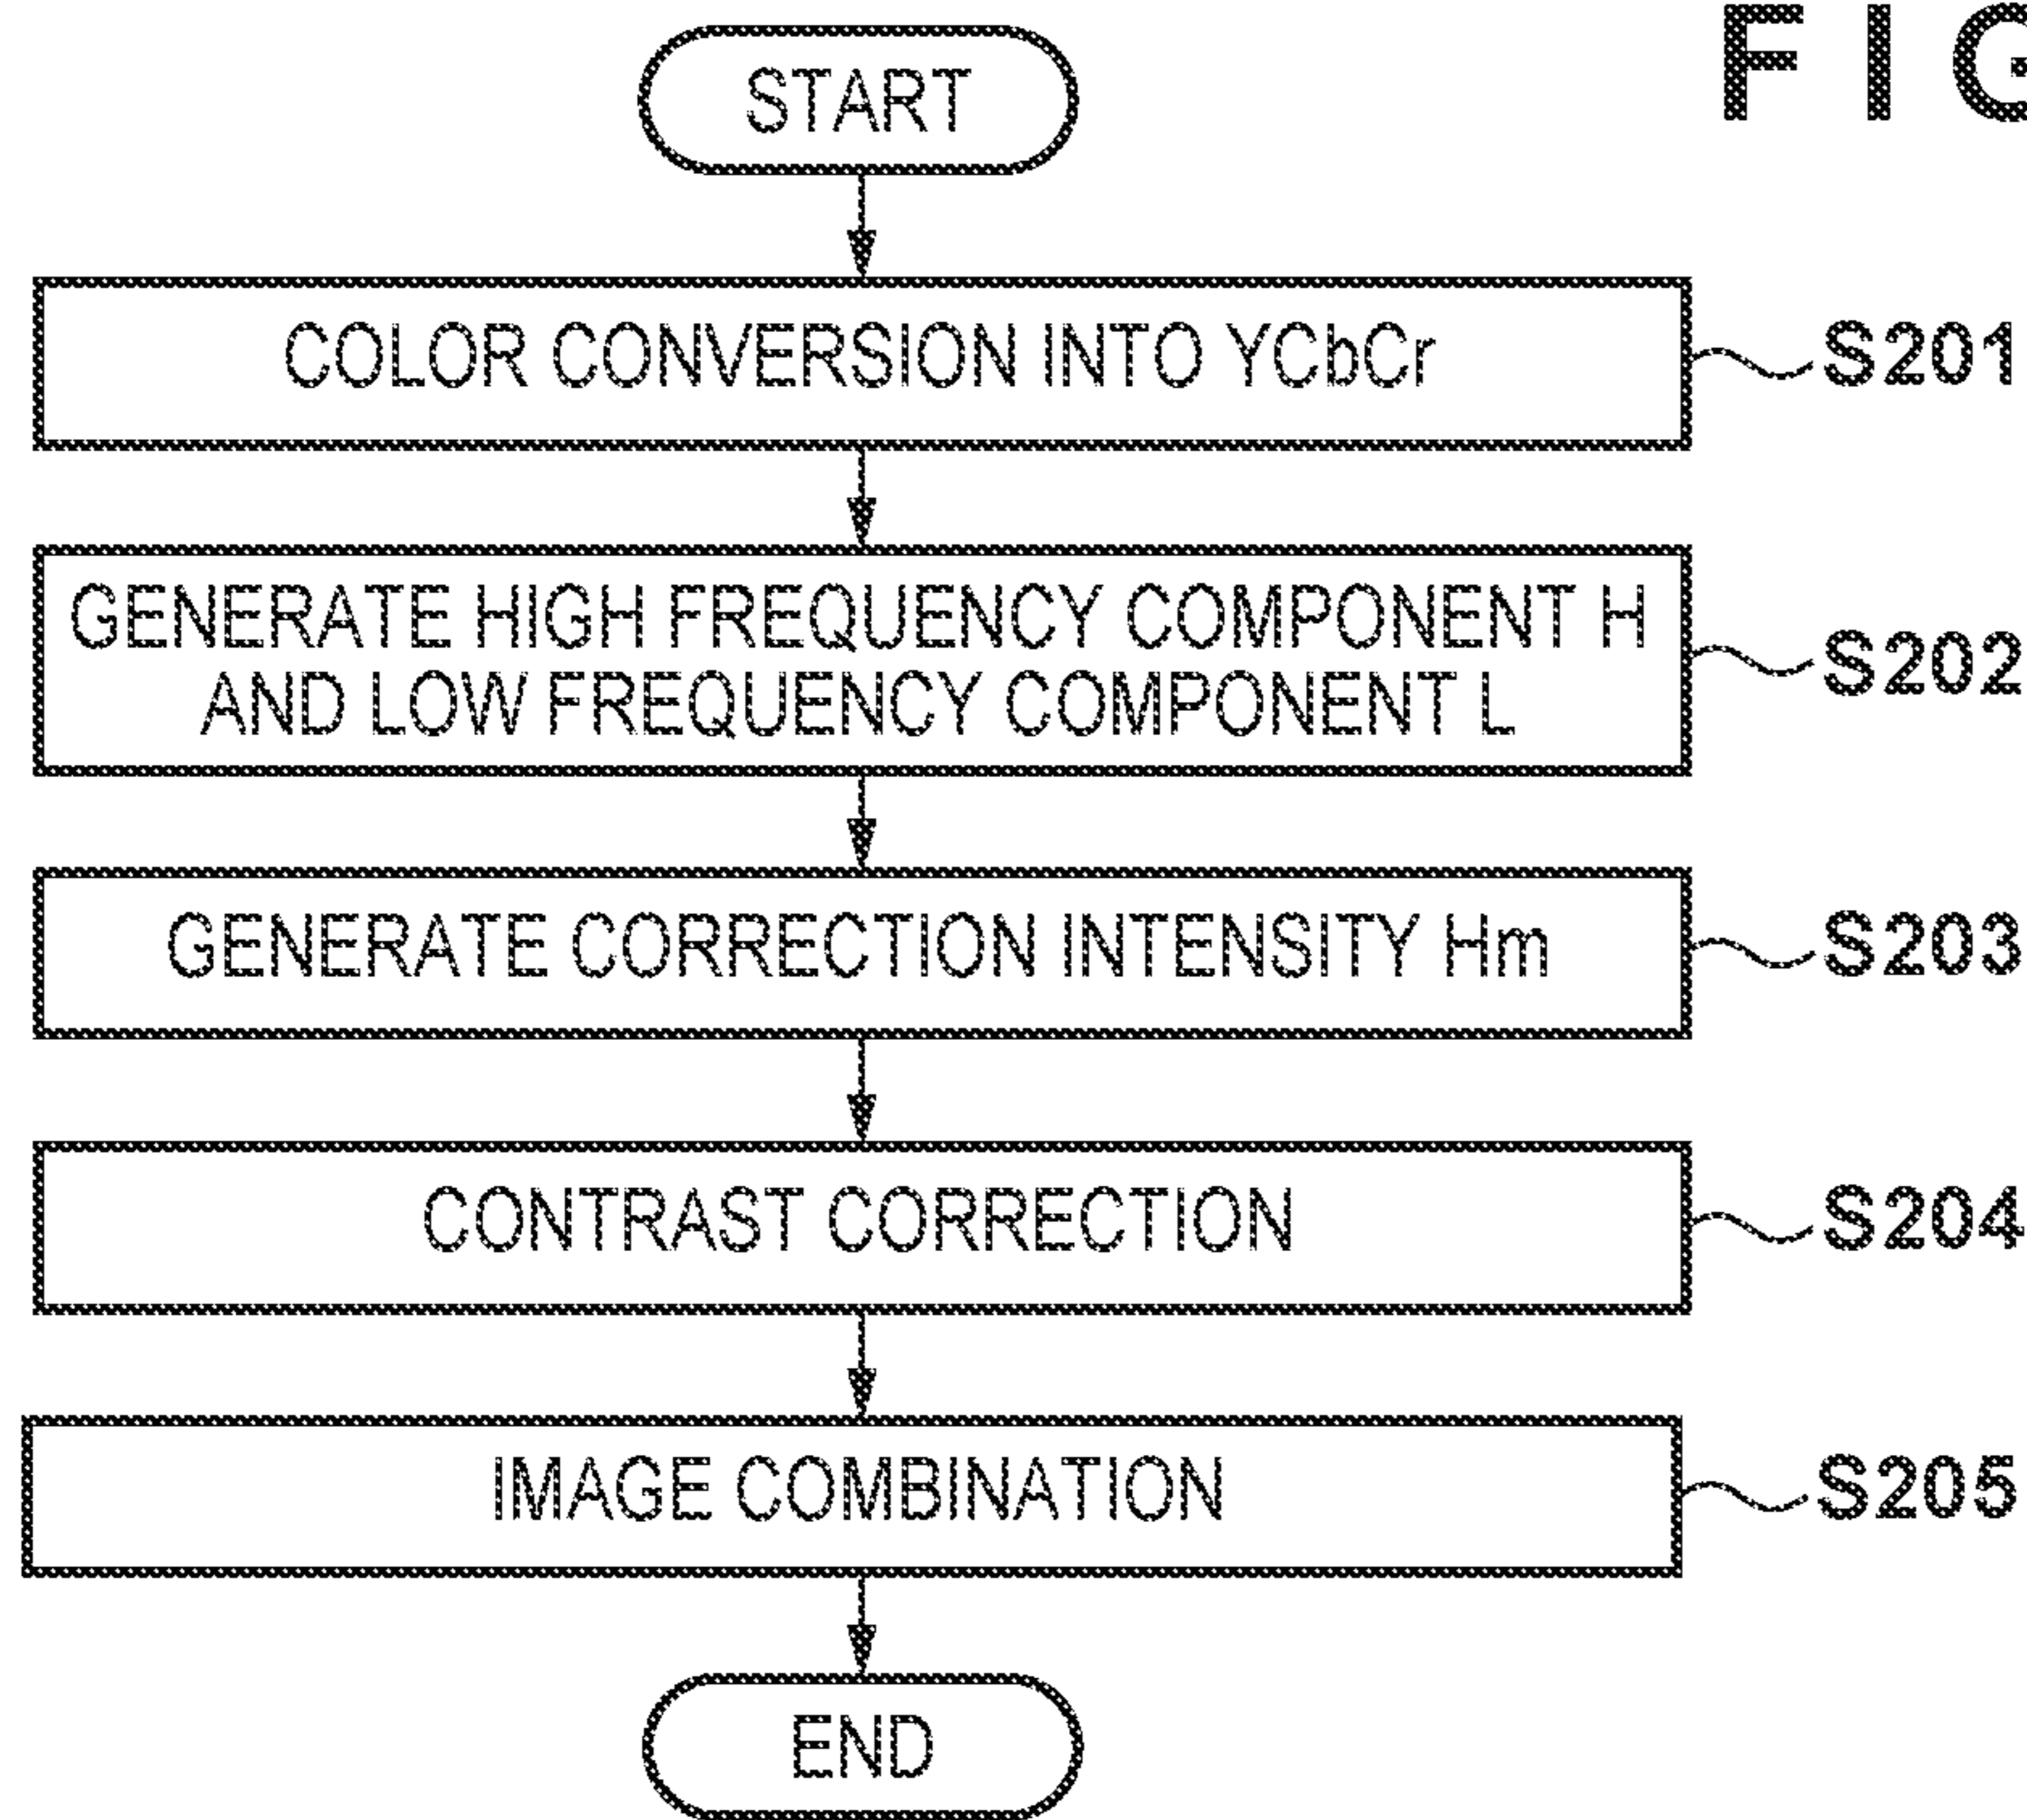 FIG
START
COLOR CONVERSION INTO YCbCr
S201
GENERATE HIGH FREQUENCY COMPONENT H
AND LOW FREQUENCY COMPONENT L
S202
GENERATE CORRECTION INTENSITY Hm
S203
CONTRAST CORRECTION
S204
IMAGE COMBINATION
S205
END